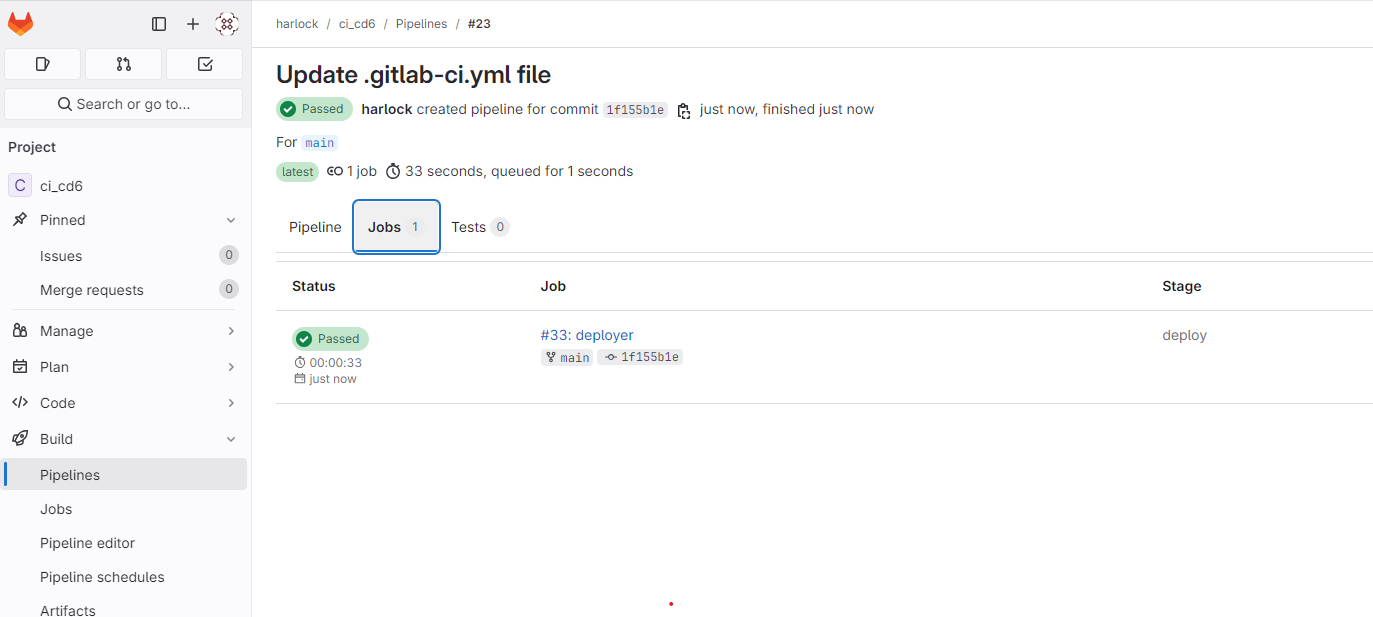 harlock / ci_cd6 / Pipelines / #23
Search or go to...
Project
C ci_cd6
Pinned
Issues 0
Merge requests 0
Manage
Plan
Code
Build
Pipelines
Jobs
Pipeline editor
Pipeline schedules
Artifacts
Update .gitlab-ci.yml file
Passed harlock created pipeline for commit 1f155b1e just now, finished just now
For main
latest 1 job 33 seconds, queued for 1 seconds
Pipeline Jobs 1 Tests 0
Status Job Stage
Passed #33: deployer deploy
00:00:33 main 1f155b1e
just now